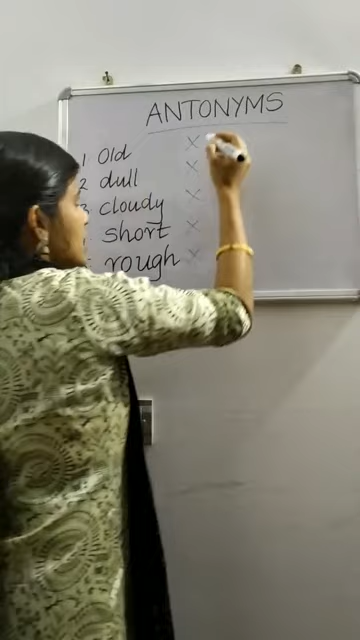 ANTONYMS
1 Old ×
2 dull ×
3 cloudy ×
short ×
rough ×